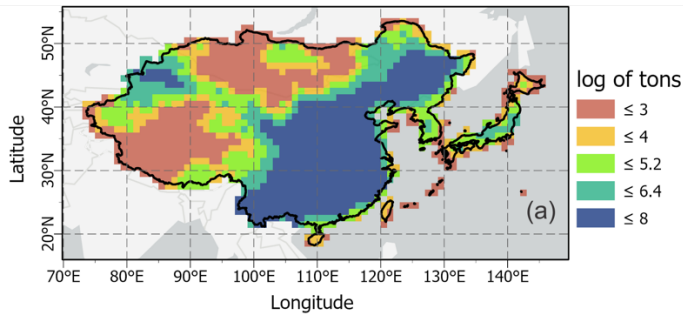 50°N
40°N
30°N
20°N
Latitude
(a)
70°E 80°E 90°E 100°E 110°E 120°E 130°E 140°E
Longitude
log of tons
≤ 3
≤ 4
≤ 5.2
≤ 6.4
≤ 8